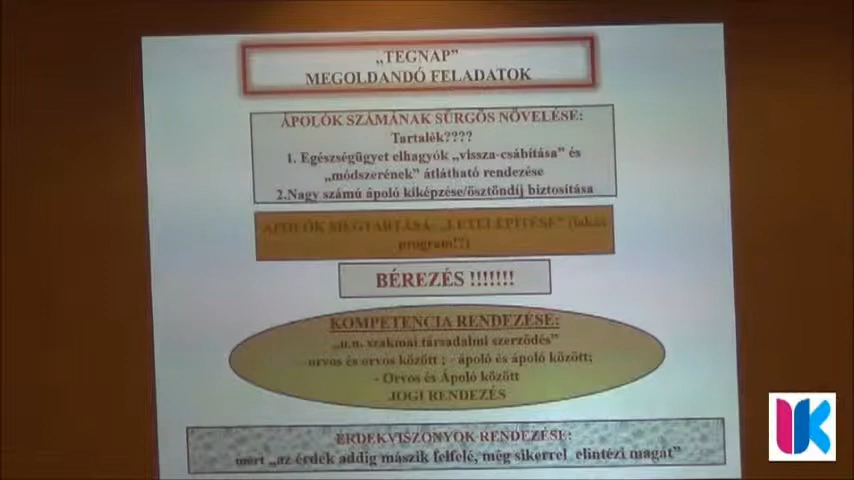 „TEGNAP”
MEGOLDANDÓ FELADATOK
ÁPOLÓK SZÁMÁNAK SÜRGŐS NÖVELÉSE:
Tartalék????
1. Egészségügyet elhagyók „vissza-csábítása” és
„módszerének” átlátható rendezése
2.Nagy számú ápoló kiképzése/ösztöndíj biztosítása
ÁPOLÓK MEGTARTÁSA, „LETELEPÍTÉSE” (lakás
program!?)
BÉREZÉS !!!!!!!
KOMPETENCIA RENDEZÉSE:
„u.n. szakmai társadalmi szerződés”
orvos és orvos között ; - ápoló és ápoló között;
- Orvos és Ápoló között
JOGI RENDEZÉS
ÉRDEKVISZONYOK RENDEZÉSE:
mert „az érdek addig mászik felfelé, még sikerrel elintézi magát”
UK